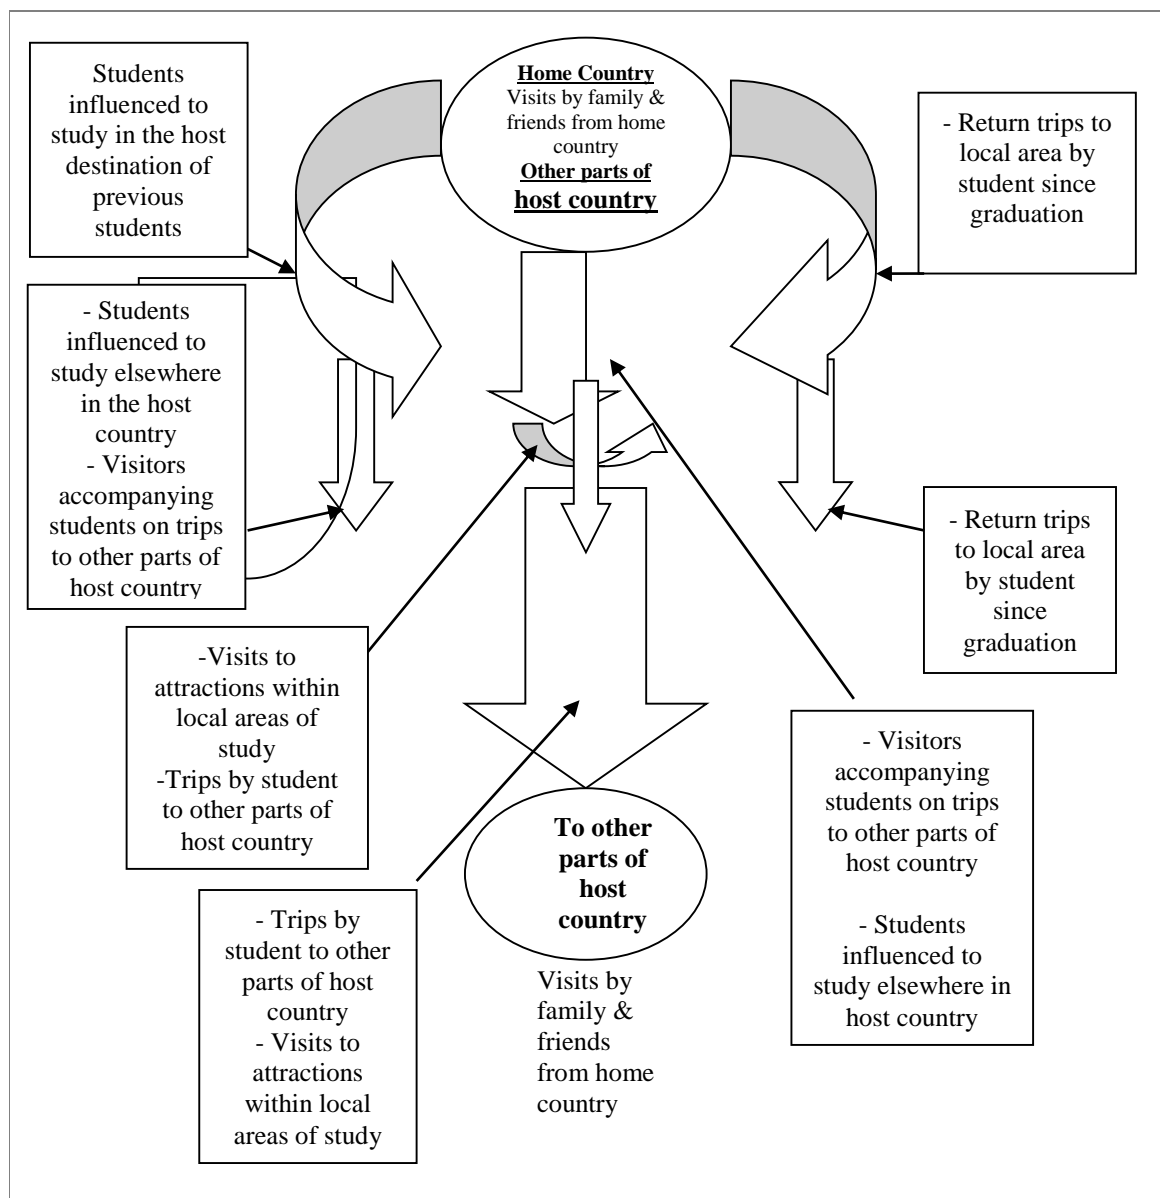 Students
influenced to
study in the host
destination of
previous
students
Home Country
Visits by family &
friends from home
country
Other parts of
host country
- Return trips to
local area by
student since
graduation
- Students
influenced to
study elsewhere
in the host
country
- Visitors
accompanying
students on trips
to other parts of
host country
- Return trips
to local area
by student
since
graduation
-Visits to
attractions within
local areas of
study
-Trips by student
to other parts of
host country
- Visitors
accompanying
students on trips
to other parts of
host country
- Students
influenced to
study elsewhere in
host country
To other
parts of
host
country
- Trips by
student to other
parts of host
country
- Visits to
attractions
within local
areas of study
Visits by
family &
friends
from home
country